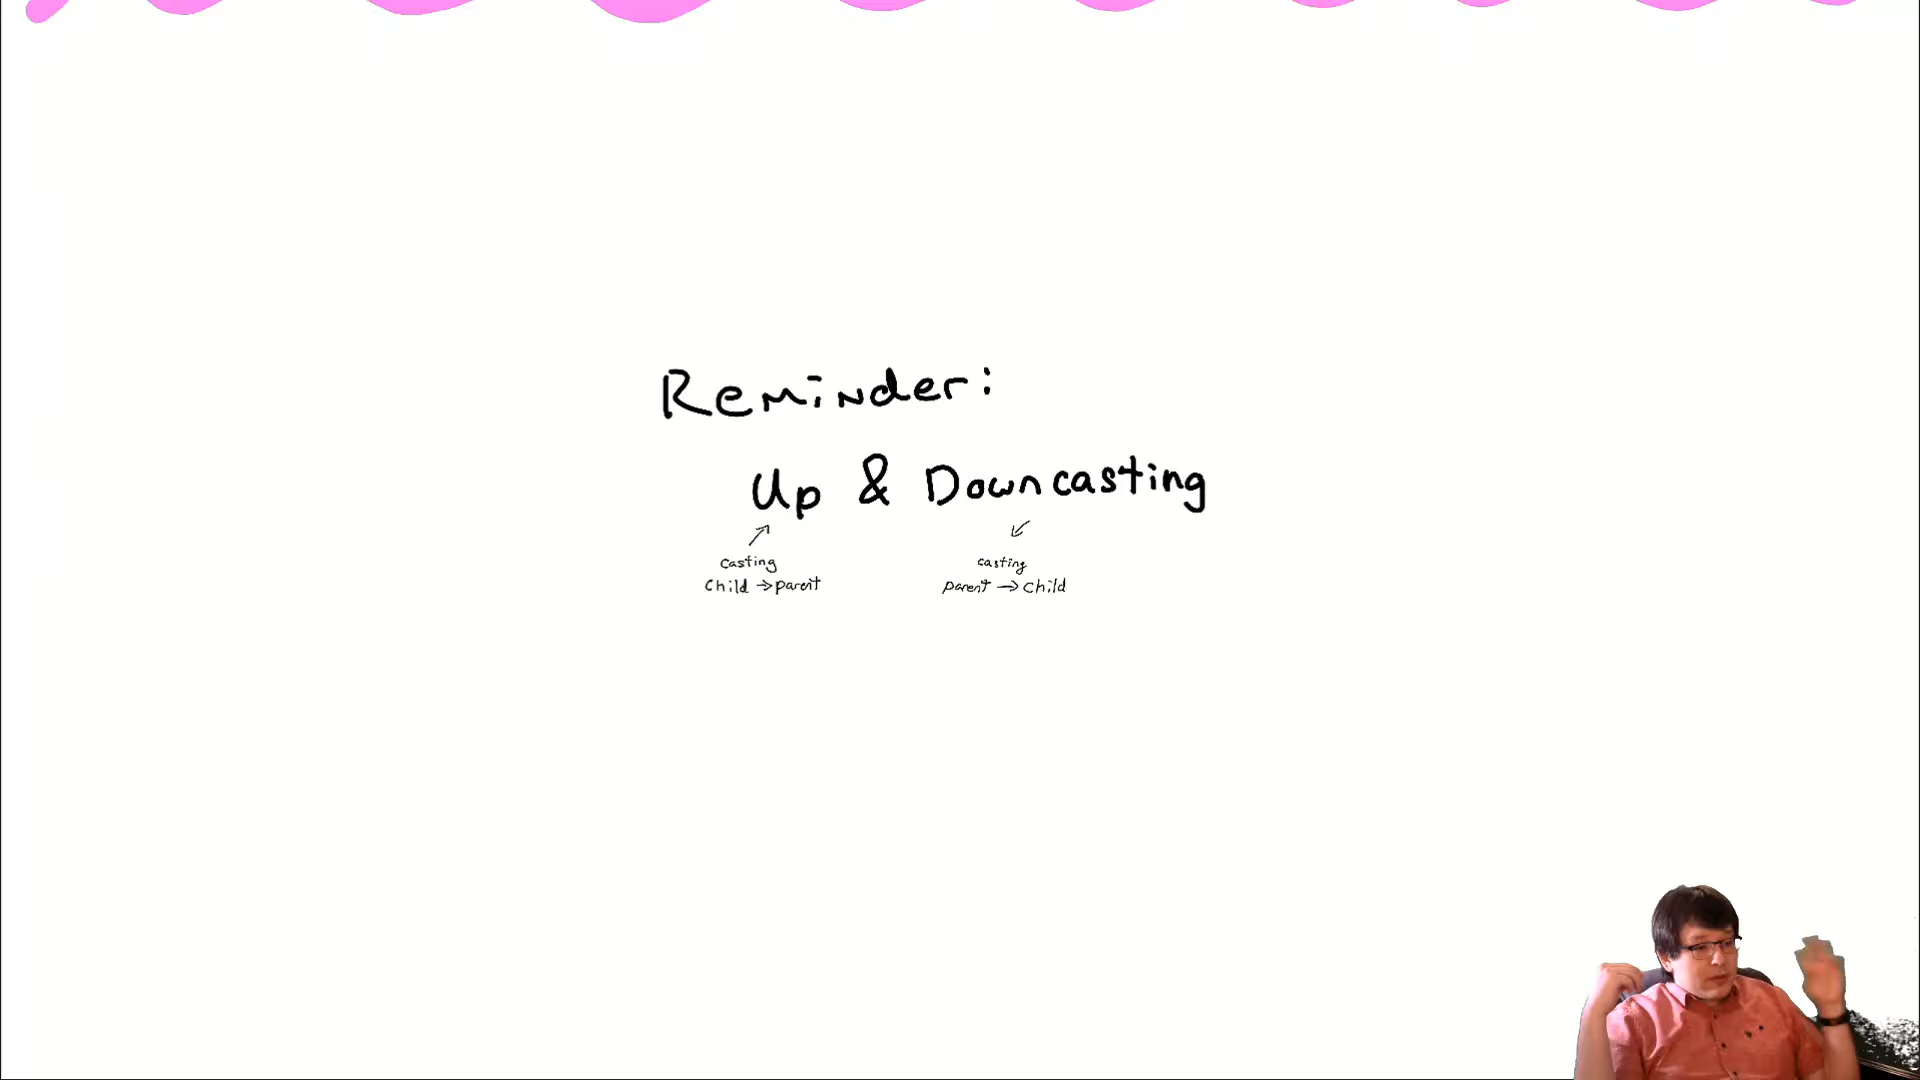 Reminder:
Up & Downcasting
casting
Child → parent
casting
parent → child